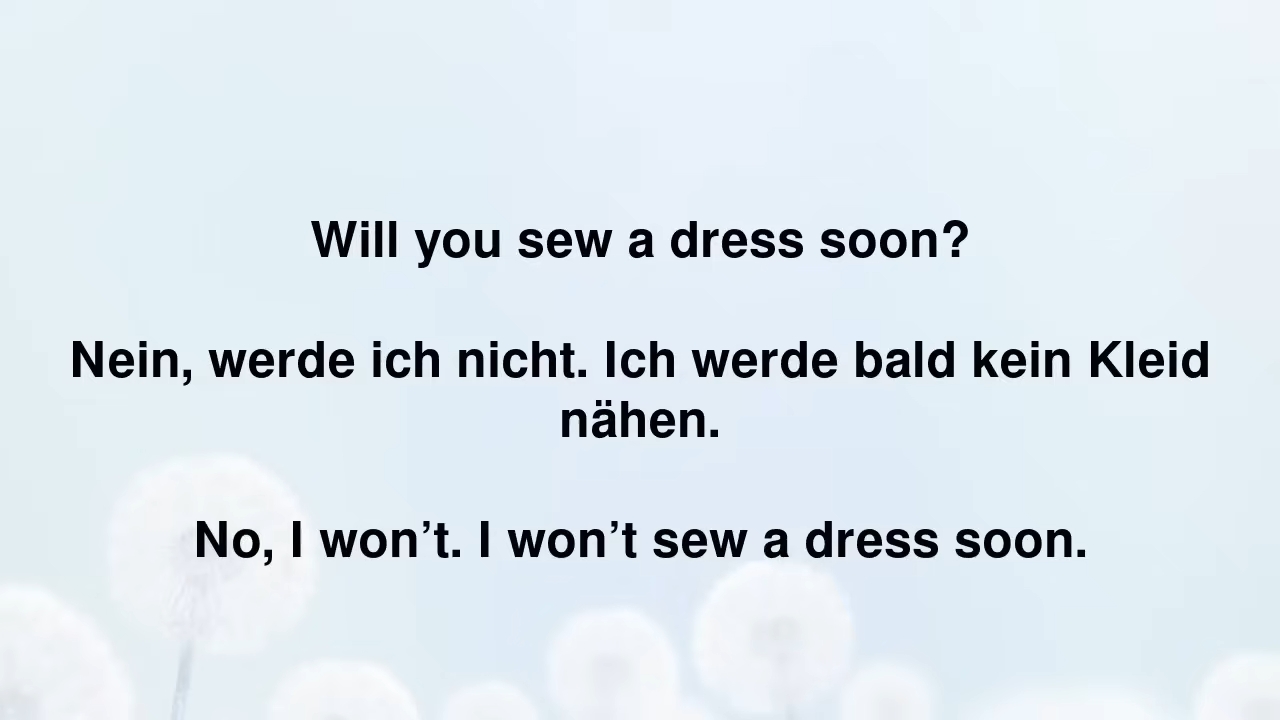 Will you sew a dress soon?
Nein, werde ich nicht. Ich werde bald kein Kleid
nähen.
No, I won’t. I won’t sew a dress soon.